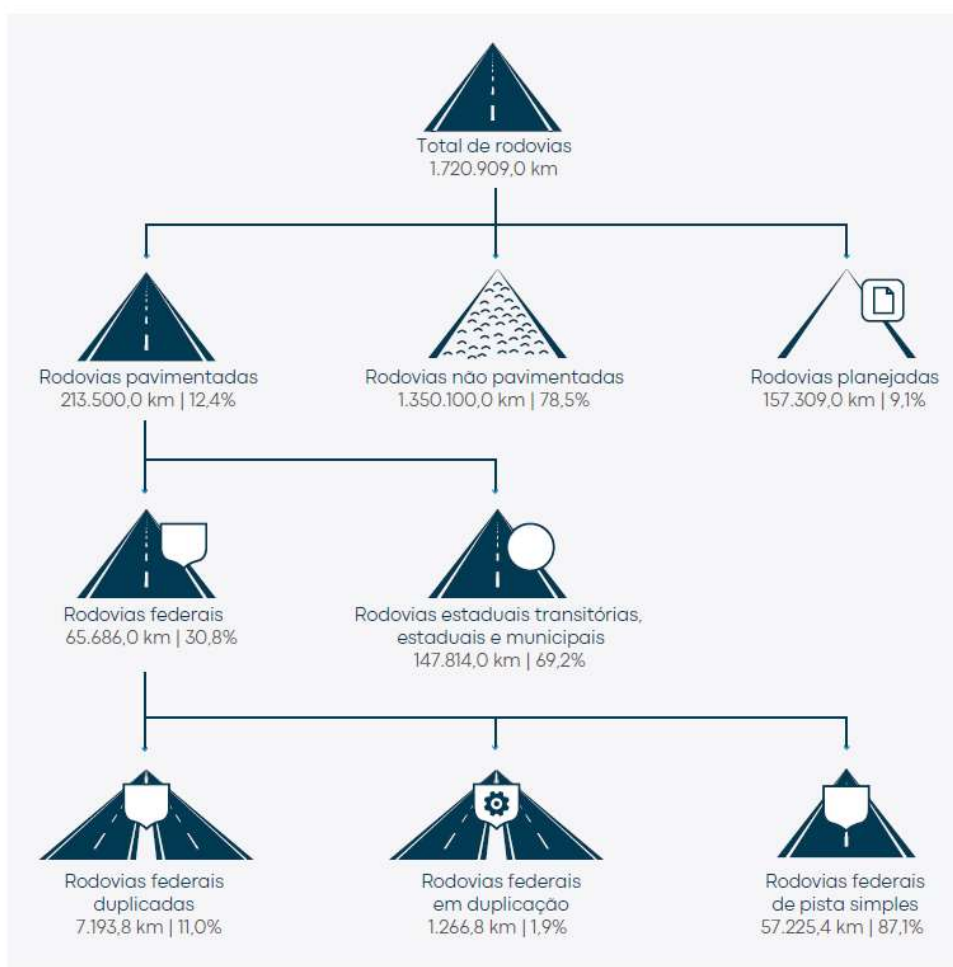 Total de rodovias
1.720.909,0 km
Rodovias pavimentadas
213.500,0 km | 12,4%
Rodovias não pavimentadas
1.350.100,0 km | 78,5%
Rodovias planejadas
157.309,0 km | 9,1%
Rodovias federais
65.686,0 km | 30,8%
Rodovias estaduais transitórias,
estaduais e municipais
147.814,0 km | 69,2%
Rodovias federais
duplicadas
7.193,8 km | 11,0%
Rodovias federais
em duplicação
1.266,8 km | 1,9%
Rodovias federais
de pista simples
57.225,4 km | 87,1%